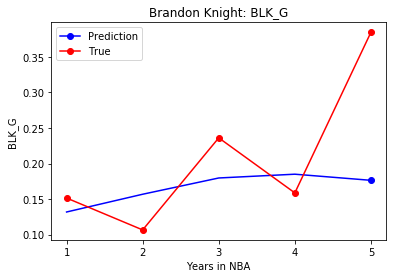 Brandon Knight: BLK_G
Prediction
True
0.35
0.30
0.25
0.20
0.15
0.10
BLK_G
1
2
3
4
5
Years in NBA